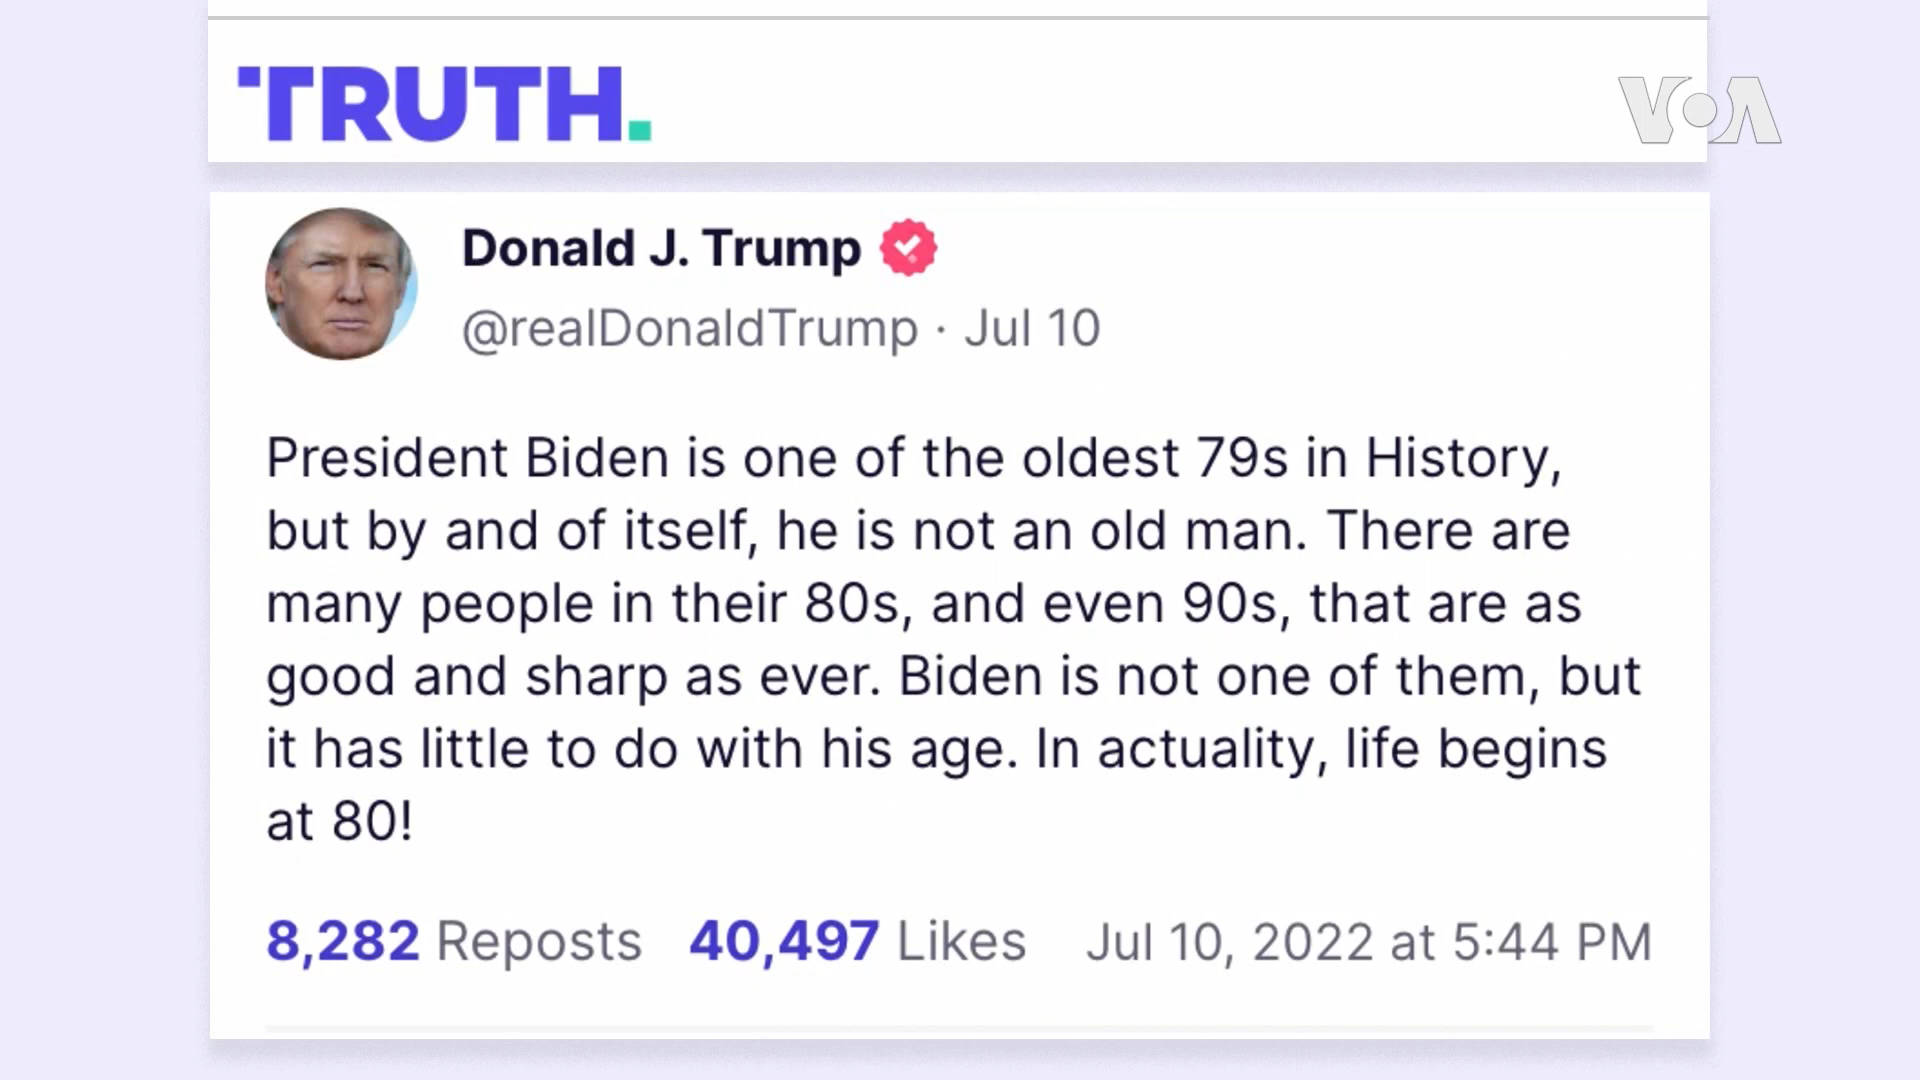 TRUTH.
VOA
Donald J. Trump
@realDonaldTrump · Jul 10
President Biden is one of the oldest 79s in History,
but by and of itself, he is not an old man. There are
many people in their 80s, and even 90s, that are as
good and sharp as ever. Biden is not one of them, but
it has little to do with his age. In actuality, life begins
at 80!
8,282 Reposts 40,497 Likes Jul 10, 2022 at 5:44 PM